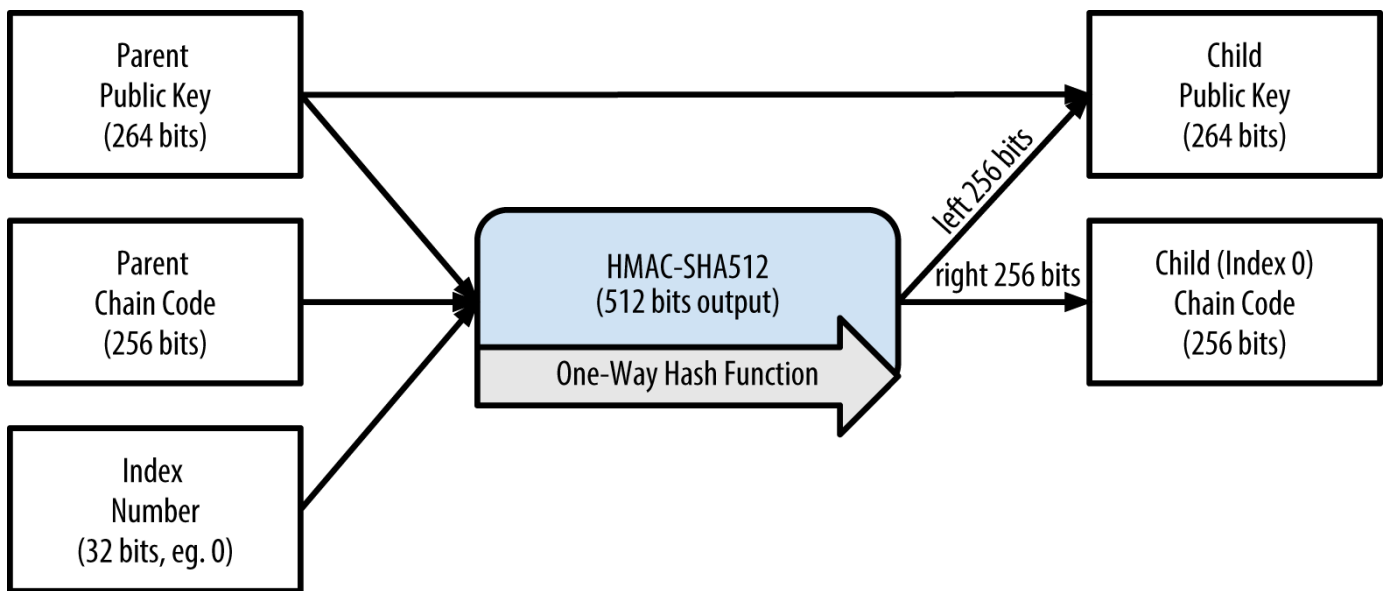 Parent
Public Key
(264 bits)
Child
Public Key
(264 bits)
left 256 bits
Parent
Chain Code
(256 bits)
HMAC-SHA512
(512 bits output)
One-Way Hash Function
right 256 bits
Child (Index 0)
Chain Code
(256 bits)
Index
Number
(32 bits, eg. 0)